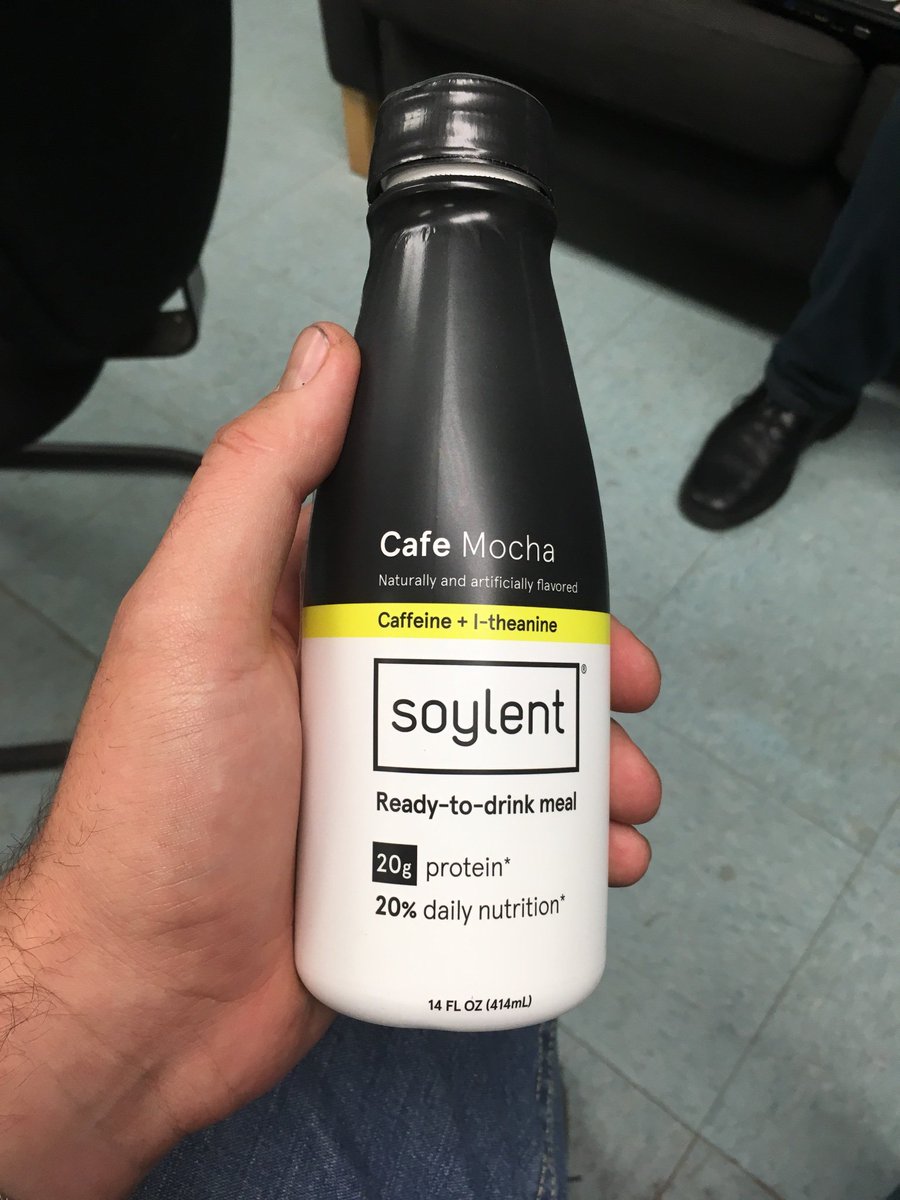 Cafe Mocha
Naturally and artificially flavored
Caffeine + l-theanine
soylent®
Ready-to-drink meal
20g protein*
20% daily nutrition*
14 FL OZ (414mL)